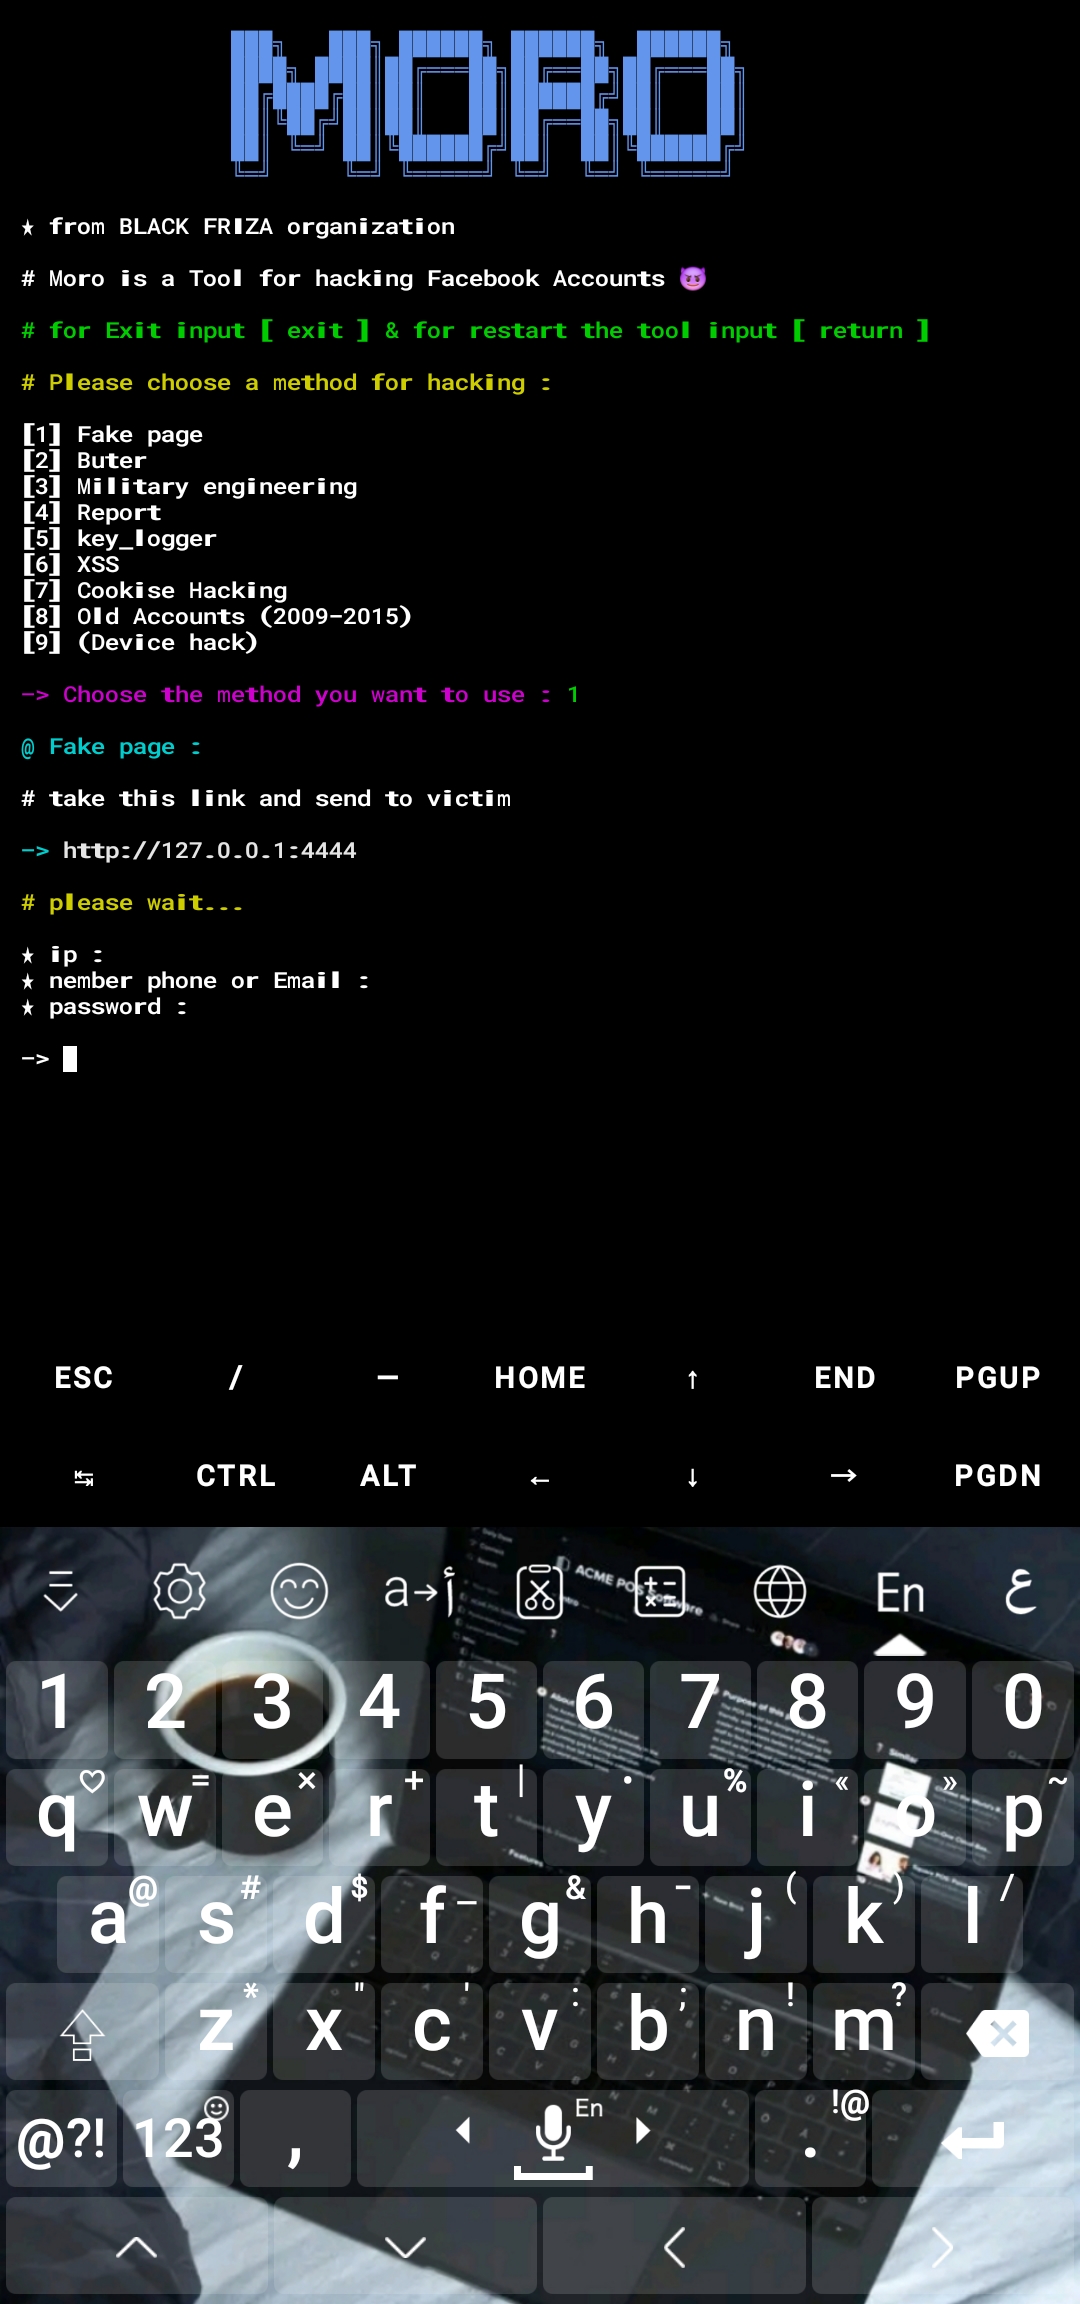 MORO
★ from BLACK FRIZA organization
# Moro is a Tool for hacking Facebook Accounts 😈
# for Exit input [ exit ] & for restart the tool input [ return ]
# Please choose a method for hacking :
[1] Fake page
[2] Buter
[3] Military engineering
[4] Report
[5] key_logger
[6] XSS
[7] Cookise Hacking
[8] Old Accounts (2009-2015)
[9] (Device hack)
-> Choose the method you want to use : 1
@ Fake page :
# take this link and send to victim
-> http://127.0.0.1:4444
# please wait...
★ ip :
★ nember phone or Email :
★ password :
->
ESC / — HOME ↑ END PGUP
↹ CTRL ALT ← ↓ → PGDN
a→أ En ع
ACME POS Software
1 2 3 4 5 6 7 8 9 0
♡ = × + | · % « » ~
q w e r t y u i o p
@ # $ _ & - ( ) /
a s d f g h j k l
* " ' : ; ! ?
z x c v b n m
@?! 123 , En . !@